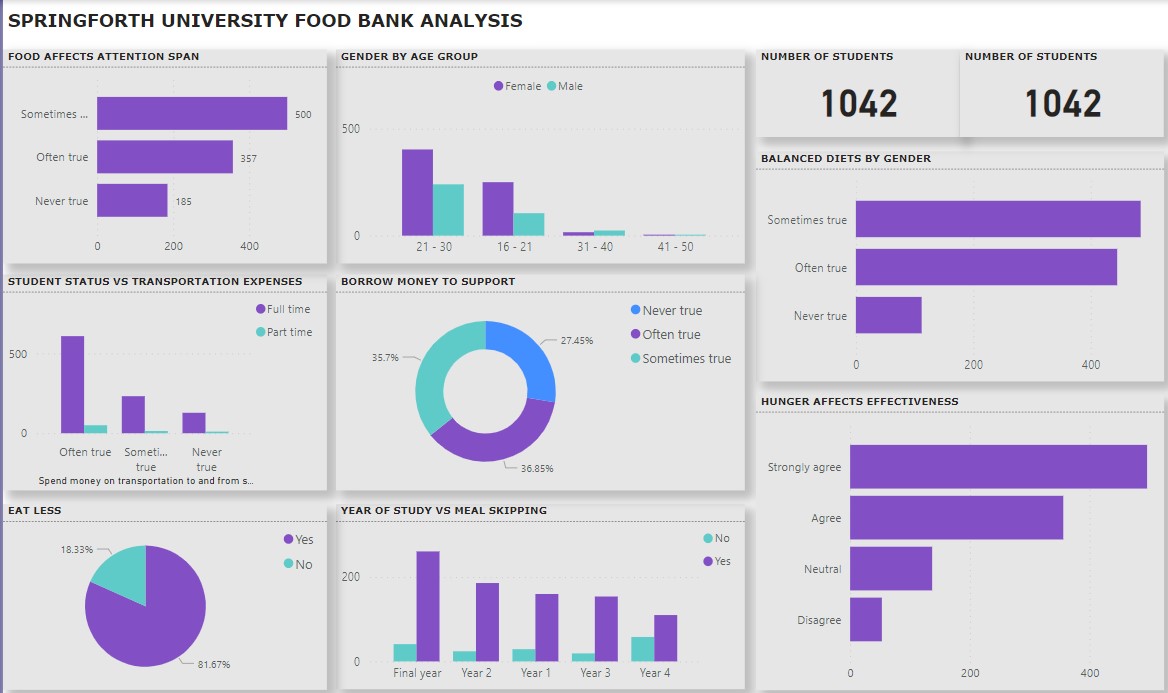 SPRINGFORTH UNIVERSITY FOOD BANK ANALYSIS
FOOD AFFECTS ATTENTION SPAN
Sometimes ...
500
Often true
357
Never true
185
0
200
400
GENDER BY AGE GROUP
Female
Male
500
0
21 - 30
16 - 21
31 - 40
41 - 50
NUMBER OF STUDENTS
1042
NUMBER OF STUDENTS
1042
BALANCED DIETS BY GENDER
Sometimes true
Often true
Never true
0
200
400
STUDENT STATUS VS TRANSPORTATION EXPENSES
Full time
Part time
500
0
Often true
Someti... true
Never true
Spend money on transportation to and from s...
BORROW MONEY TO SUPPORT
Never true
Often true
Sometimes true
27.45%
35.7%
36.85%
HUNGER AFFECTS EFFECTIVENESS
Strongly agree
Agree
Neutral
Disagree
0
200
400
EAT LESS
Yes
No
18.33%
81.67%
YEAR OF STUDY VS MEAL SKIPPING
No
Yes
200
0
Final year
Year 2
Year 1
Year 3
Year 4